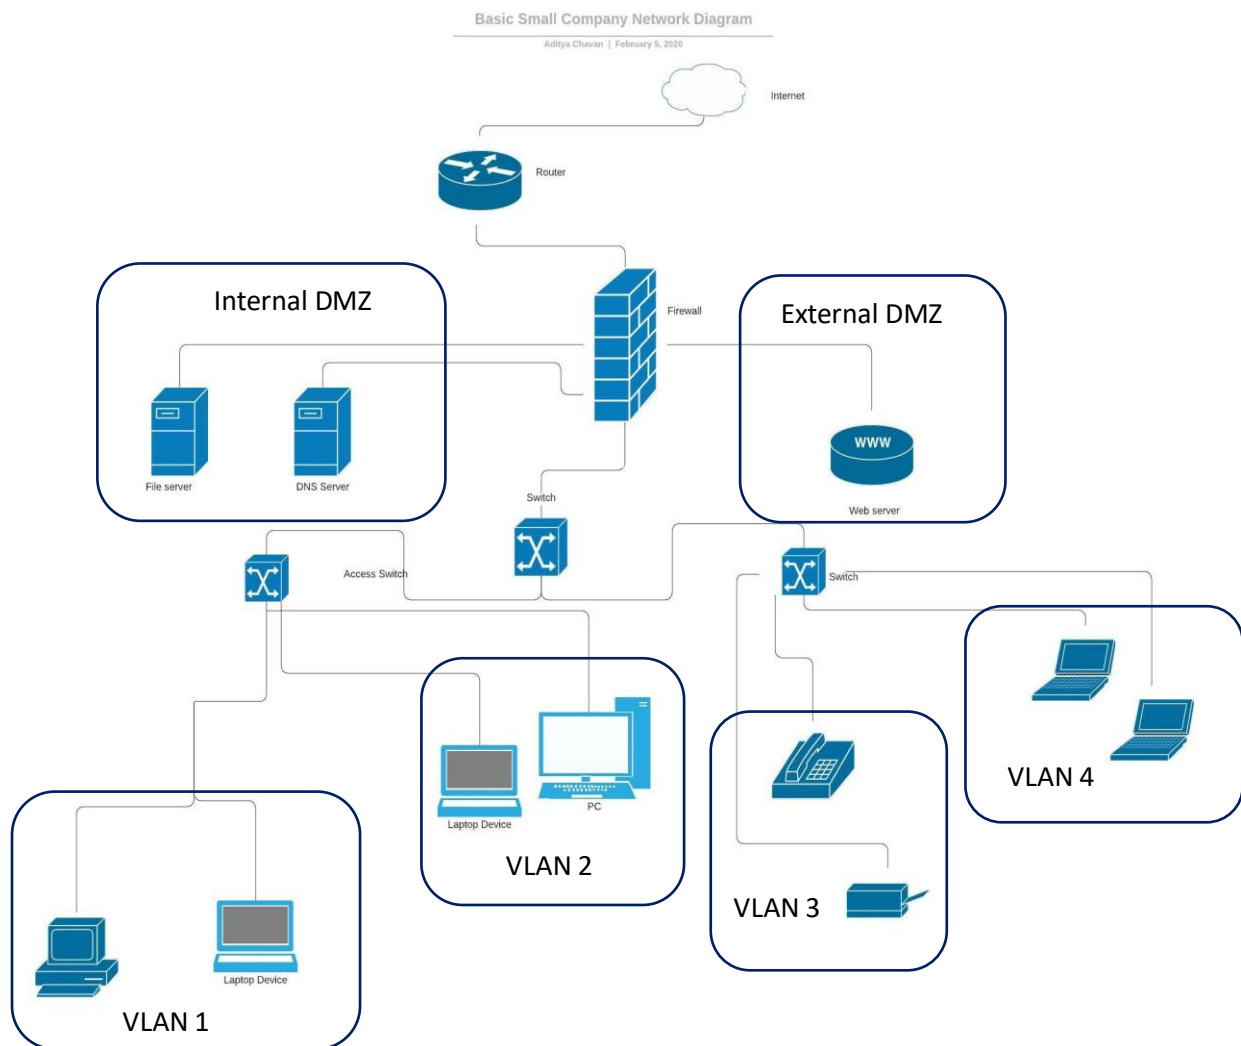 Basic Small Company Network Diagram
Aditya Chavan | February 5, 2020
Internet
Router
Internal DMZ
Firewall
External DMZ
WWW
File server
DNS Server
Switch
Web server
Access Switch
Switch
Laptop Device
PC
VLAN 2
VLAN 3
VLAN 4
Laptop Device
VLAN 1